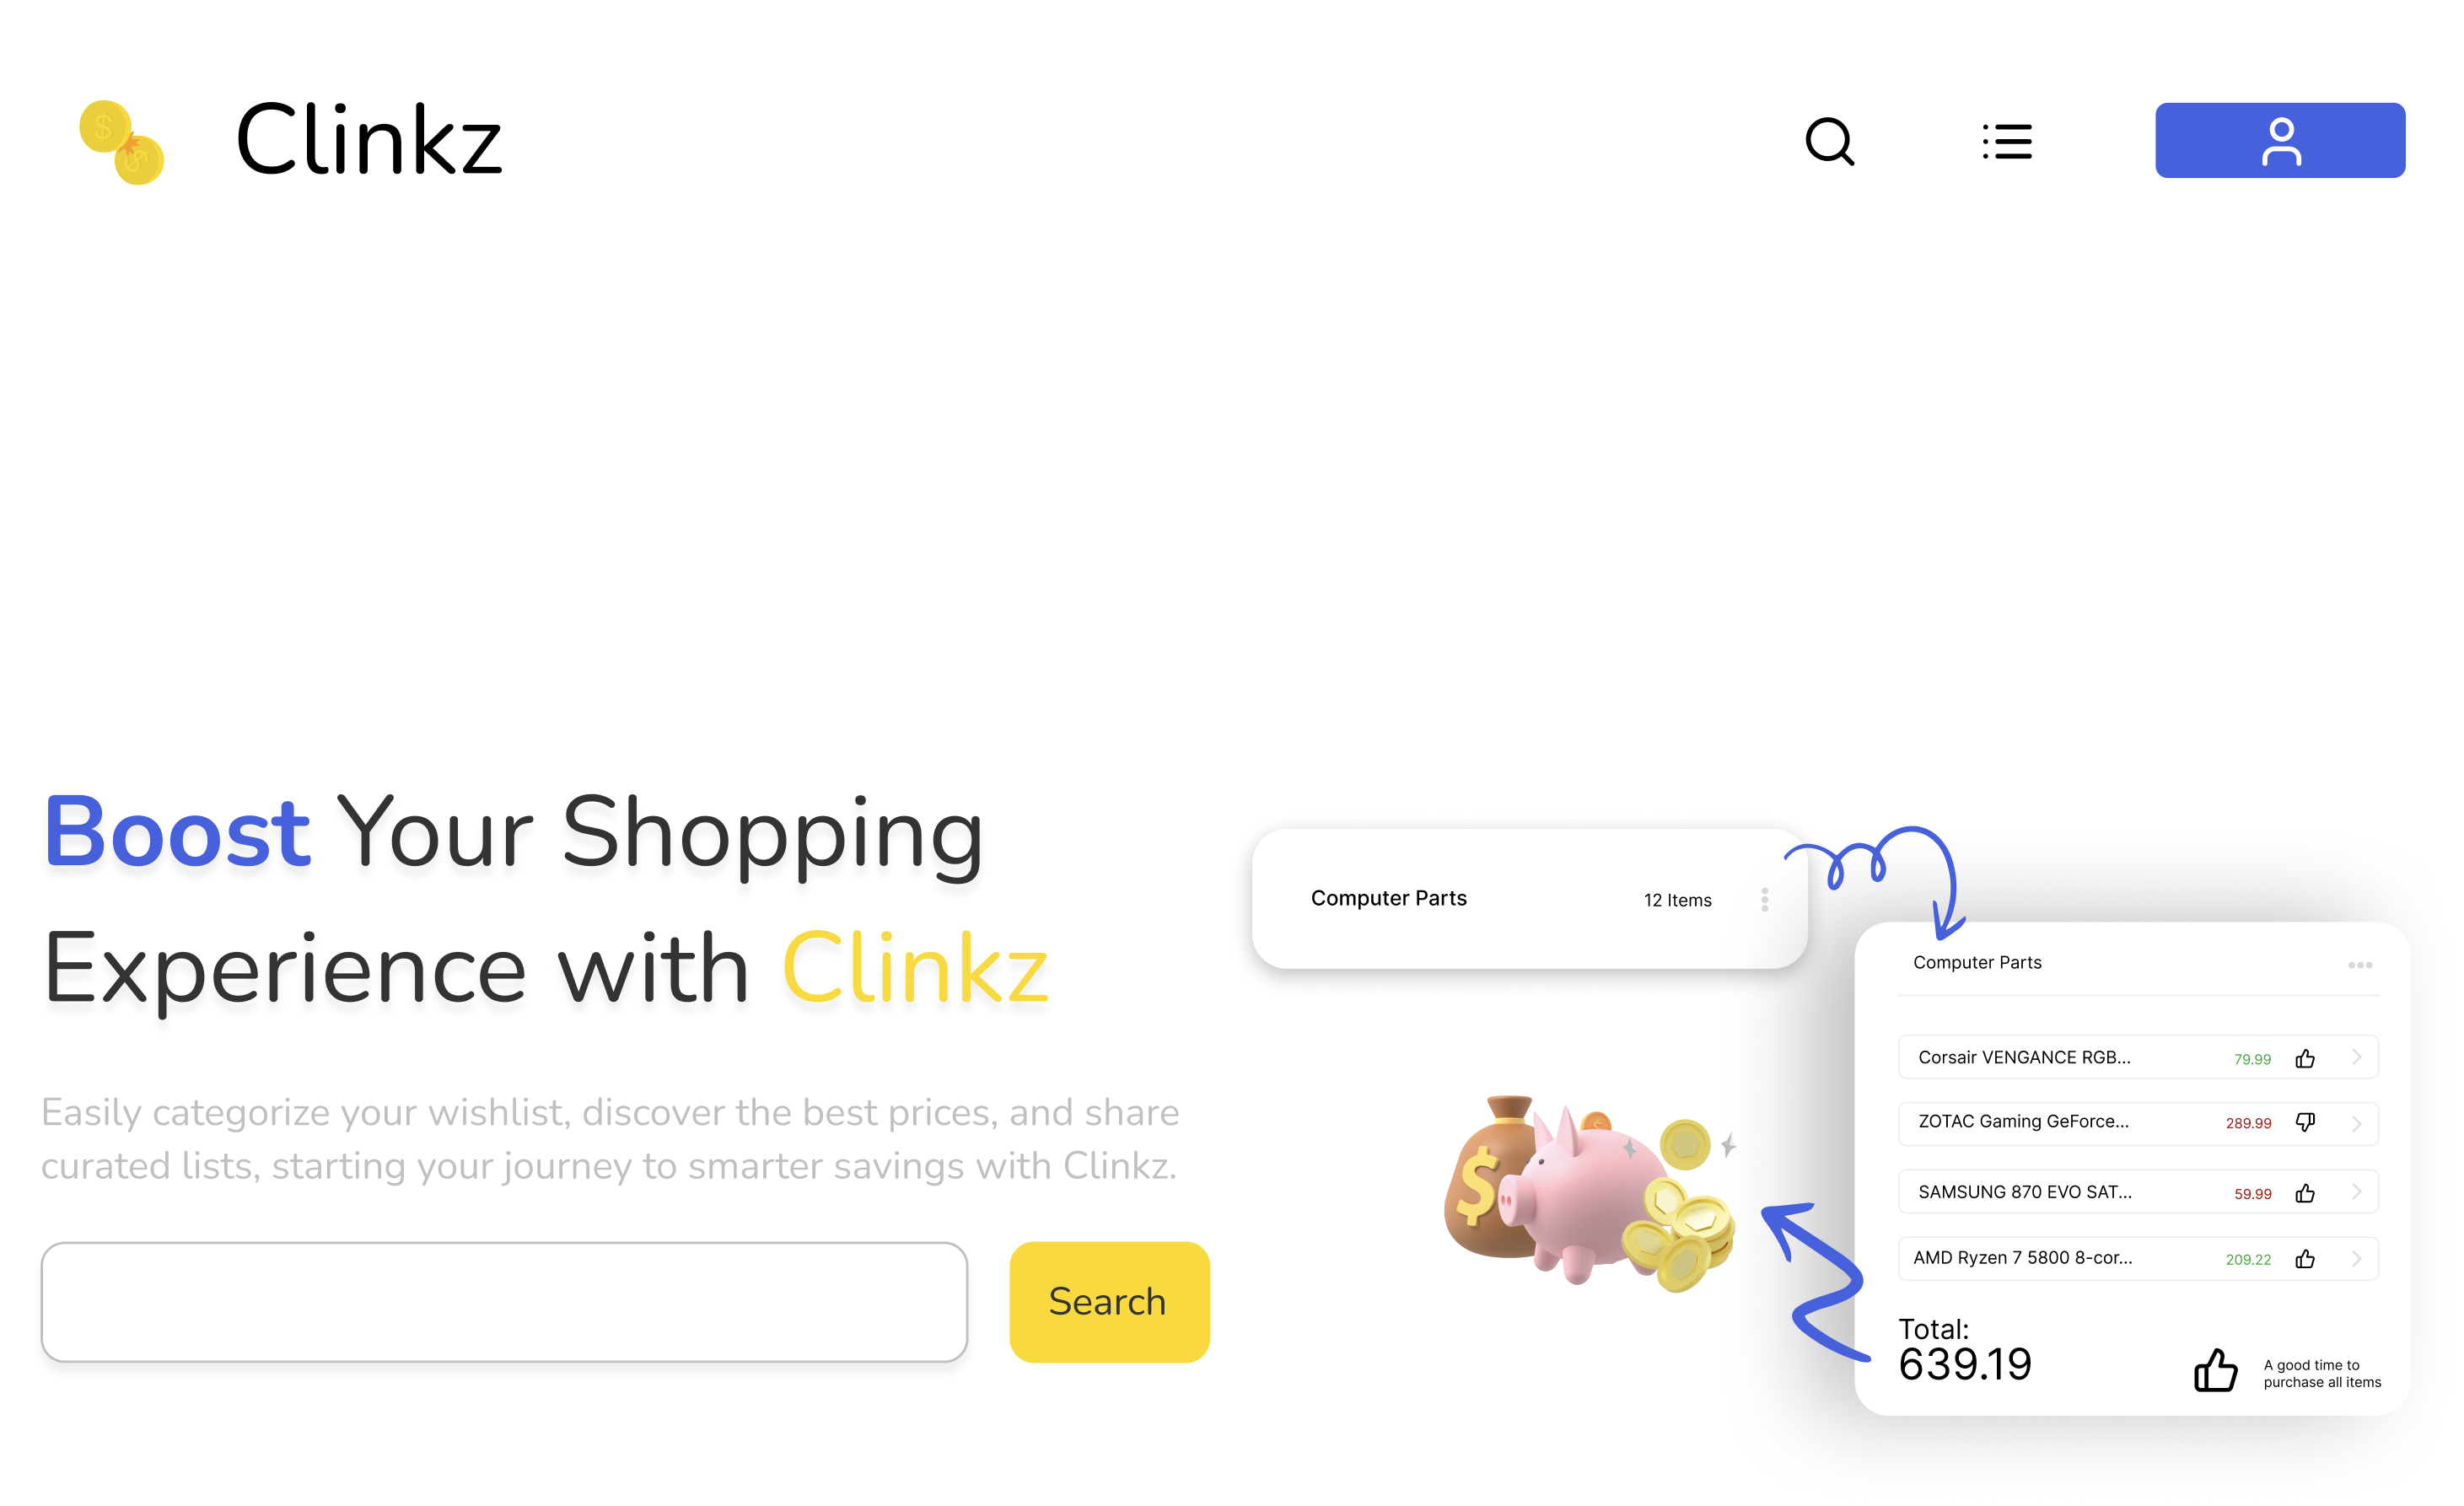 Clinkz
Boost Your Shopping
Experience with Clinkz
Easily categorize your wishlist, discover the best prices, and share
curated lists, starting your journey to smarter savings with Clinkz.
Search
Computer Parts 12 Items
Computer Parts
Corsair VENGANCE RGB... 79.99
ZOTAC Gaming GeForce... 289.99
SAMSUNG 870 EVO SAT... 59.99
AMD Ryzen 7 5800 8-cor... 209.22
Total:
639.19
A good time to
purchase all items